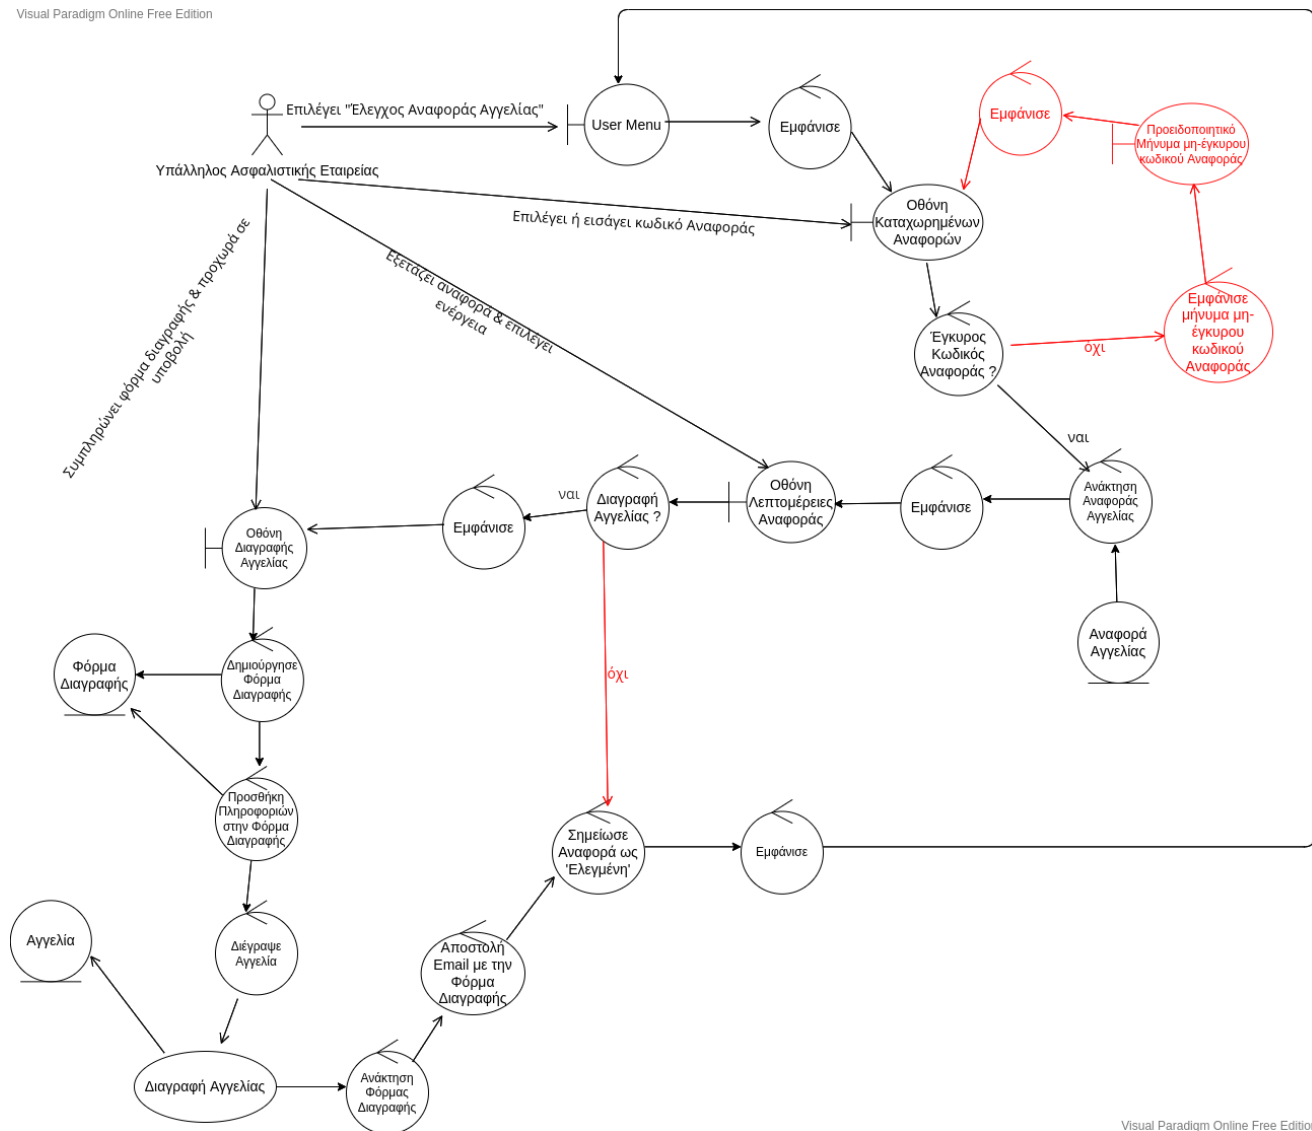 Visual Paradigm Online Free Edition
Επιλέγει "Έλεγχος Αναφοράς Αγγελίας"
User Menu
Εμφάνισε
Εμφάνισε
Προειδοποιητικό
Μήνυμα μη-έγκυρου
κωδικού Αναφοράς
Υπάλληλος Ασφαλιστικής Εταιρείας
Επιλέγει ή εισάγει κωδικό Αναφοράς
Οθόνη
Καταχωρημένων
Αναφορών
Συμπληρώνει φόρμα διαγραφής & προχωρά σε
υποβολή
Εξετάζει αναφορά & επιλέγει
ενέργεια
Έγκυρος
Κωδικός
Αναφοράς ?
όχι
Εμφάνισε
μήνυμα μη-
έγκυρου
κωδικού
Αναφοράς
ναι
Ανάκτηση
Αναφοράς
Αγγελίας
Εμφάνισε
Οθόνη
Λεπτομέρειες
Αναφοράς
Διαγραφή
Αγγελίας ?
ναι
Εμφάνισε
Οθόνη
Διαγραφής
Αγγελίας
Αναφορά
Αγγελίας
όχι
Φόρμα
Διαγραφής
Δημιούργησε
Φόρμα
Διαγραφής
Προσθήκη
Πληροφοριών
στην Φόρμα
Διαγραφής
Σημείωσε
Αναφορά ως
'Ελεγμένη'
Εμφάνισε
Αγγελία
Διέγραψε
Αγγελία
Αποστολή
Email με την
Φόρμα
Διαγραφής
Διαγραφή Αγγελίας
Ανάκτηση
Φόρμας
Διαγραφής
Visual Paradigm Online Free Edition